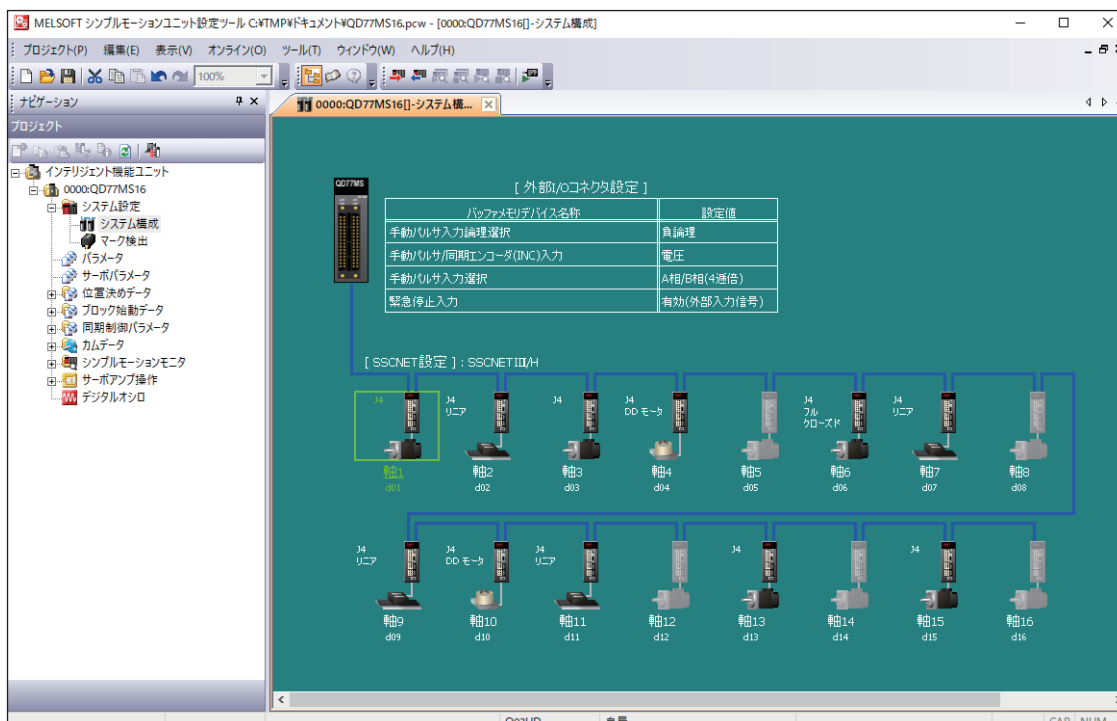 MELSOFT シンプルモーションユニット設定ツール C:¥TMP¥ドキュメント¥QD77MS16.pcw - [0000:QD77MS16[]-システム構成]
プロジェクト(P) 編集(E) 表示(V) オンライン(O) ツール(T) ウィンドウ(W) ヘルプ(H)
100%
ナビゲーション
0000:QD77MS16[]-システム構...
プロジェクト
インテリジェント機能ユニット
0000:QD77MS16
システム設定
システム構成
マーク検出
パラメータ
サーボパラメータ
位置決めデータ
ブロック始動データ
同期制御パラメータ
カムデータ
シンプルモーションモニタ
サーボアンプ操作
デジタルオシロ
QD77MS
[ 外部I/Oコネクタ設定 ]
バッファメモリデバイス名称 設定値
手動パルサ入力論理選択 負論理
手動パルサ/同期エンコーダ(INC)入力 電圧
手動パルサ入力選択 A相/B相(4逓倍)
緊急停止入力 有効(外部入力信号)
[ SSCNET設定 ] : SSCNETⅢ/H
J4 J4 リニア J4 J4 DD モータ J4 フル クローズド J4 リニア
軸1 軸2 軸3 軸4 軸5 軸6 軸7 軸8
d01 d02 d03 d04 d05 d06 d07 d08
J4 リニア J4 DD モータ J4 リニア J4 J4
軸9 軸10 軸11 軸12 軸13 軸14 軸15 軸16
d09 d10 d11 d12 d13 d14 d15 d16
CAP NUM